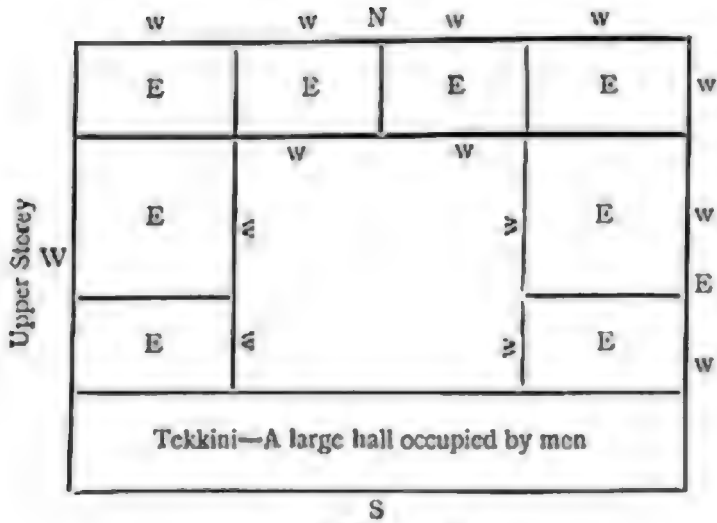 w w N w w
E E E E w
w w
E w w E w
Upper Storey
W
E
E w w E w
Tekkini—A large hall occupied by men
S